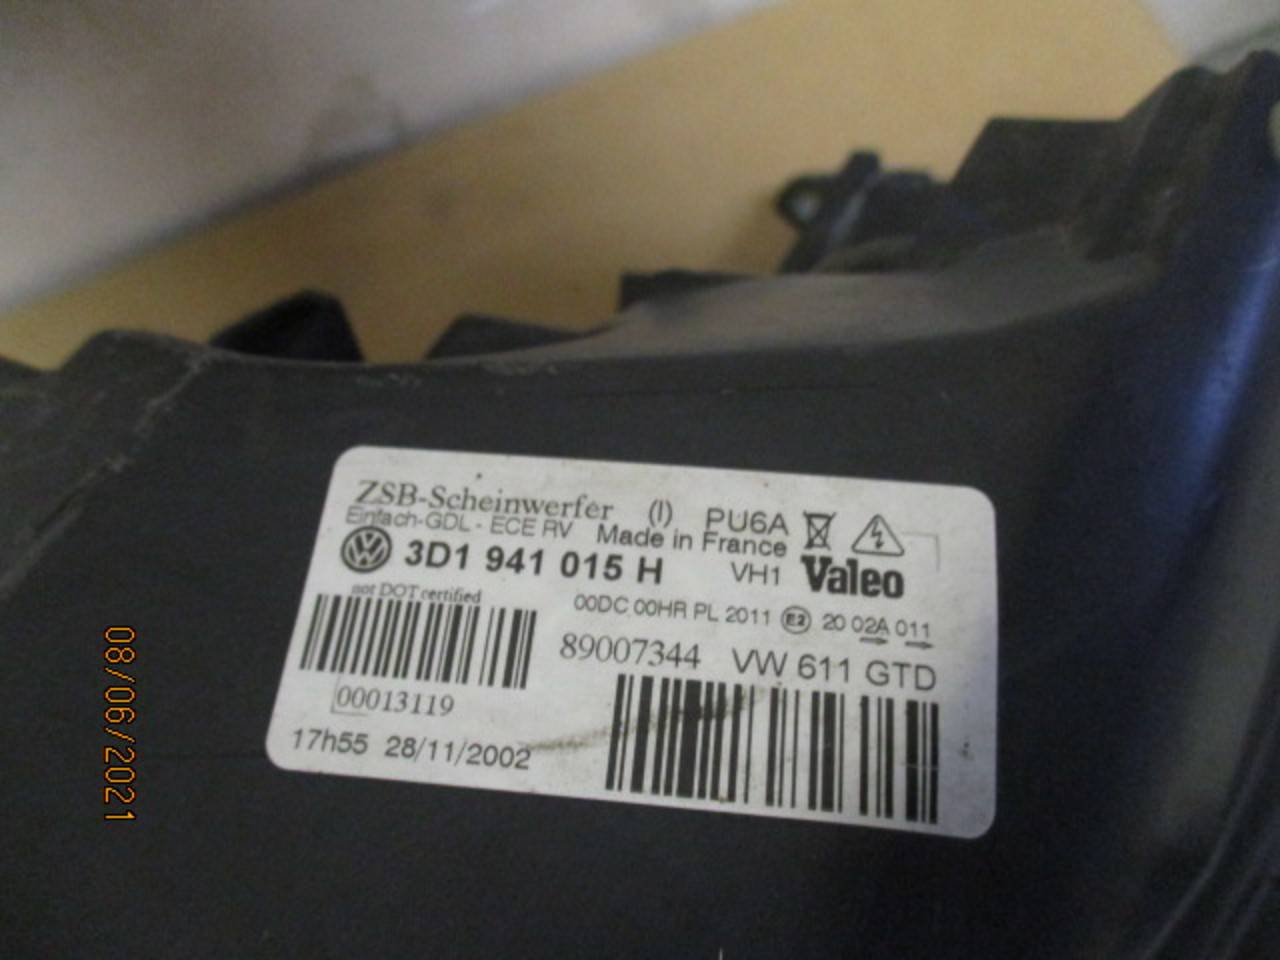 ZSB-Scheinwerfer (I) PU6A
Einfach-GDL - ECE RV Made in France
3D1 941 015 H VH1 Valeo
not DOT certified
00DC 00HR PL 2011 E2 20 02A 011
89007344 VW 611 GTD
00013119
17h55 28/11/2002
08/06/2021